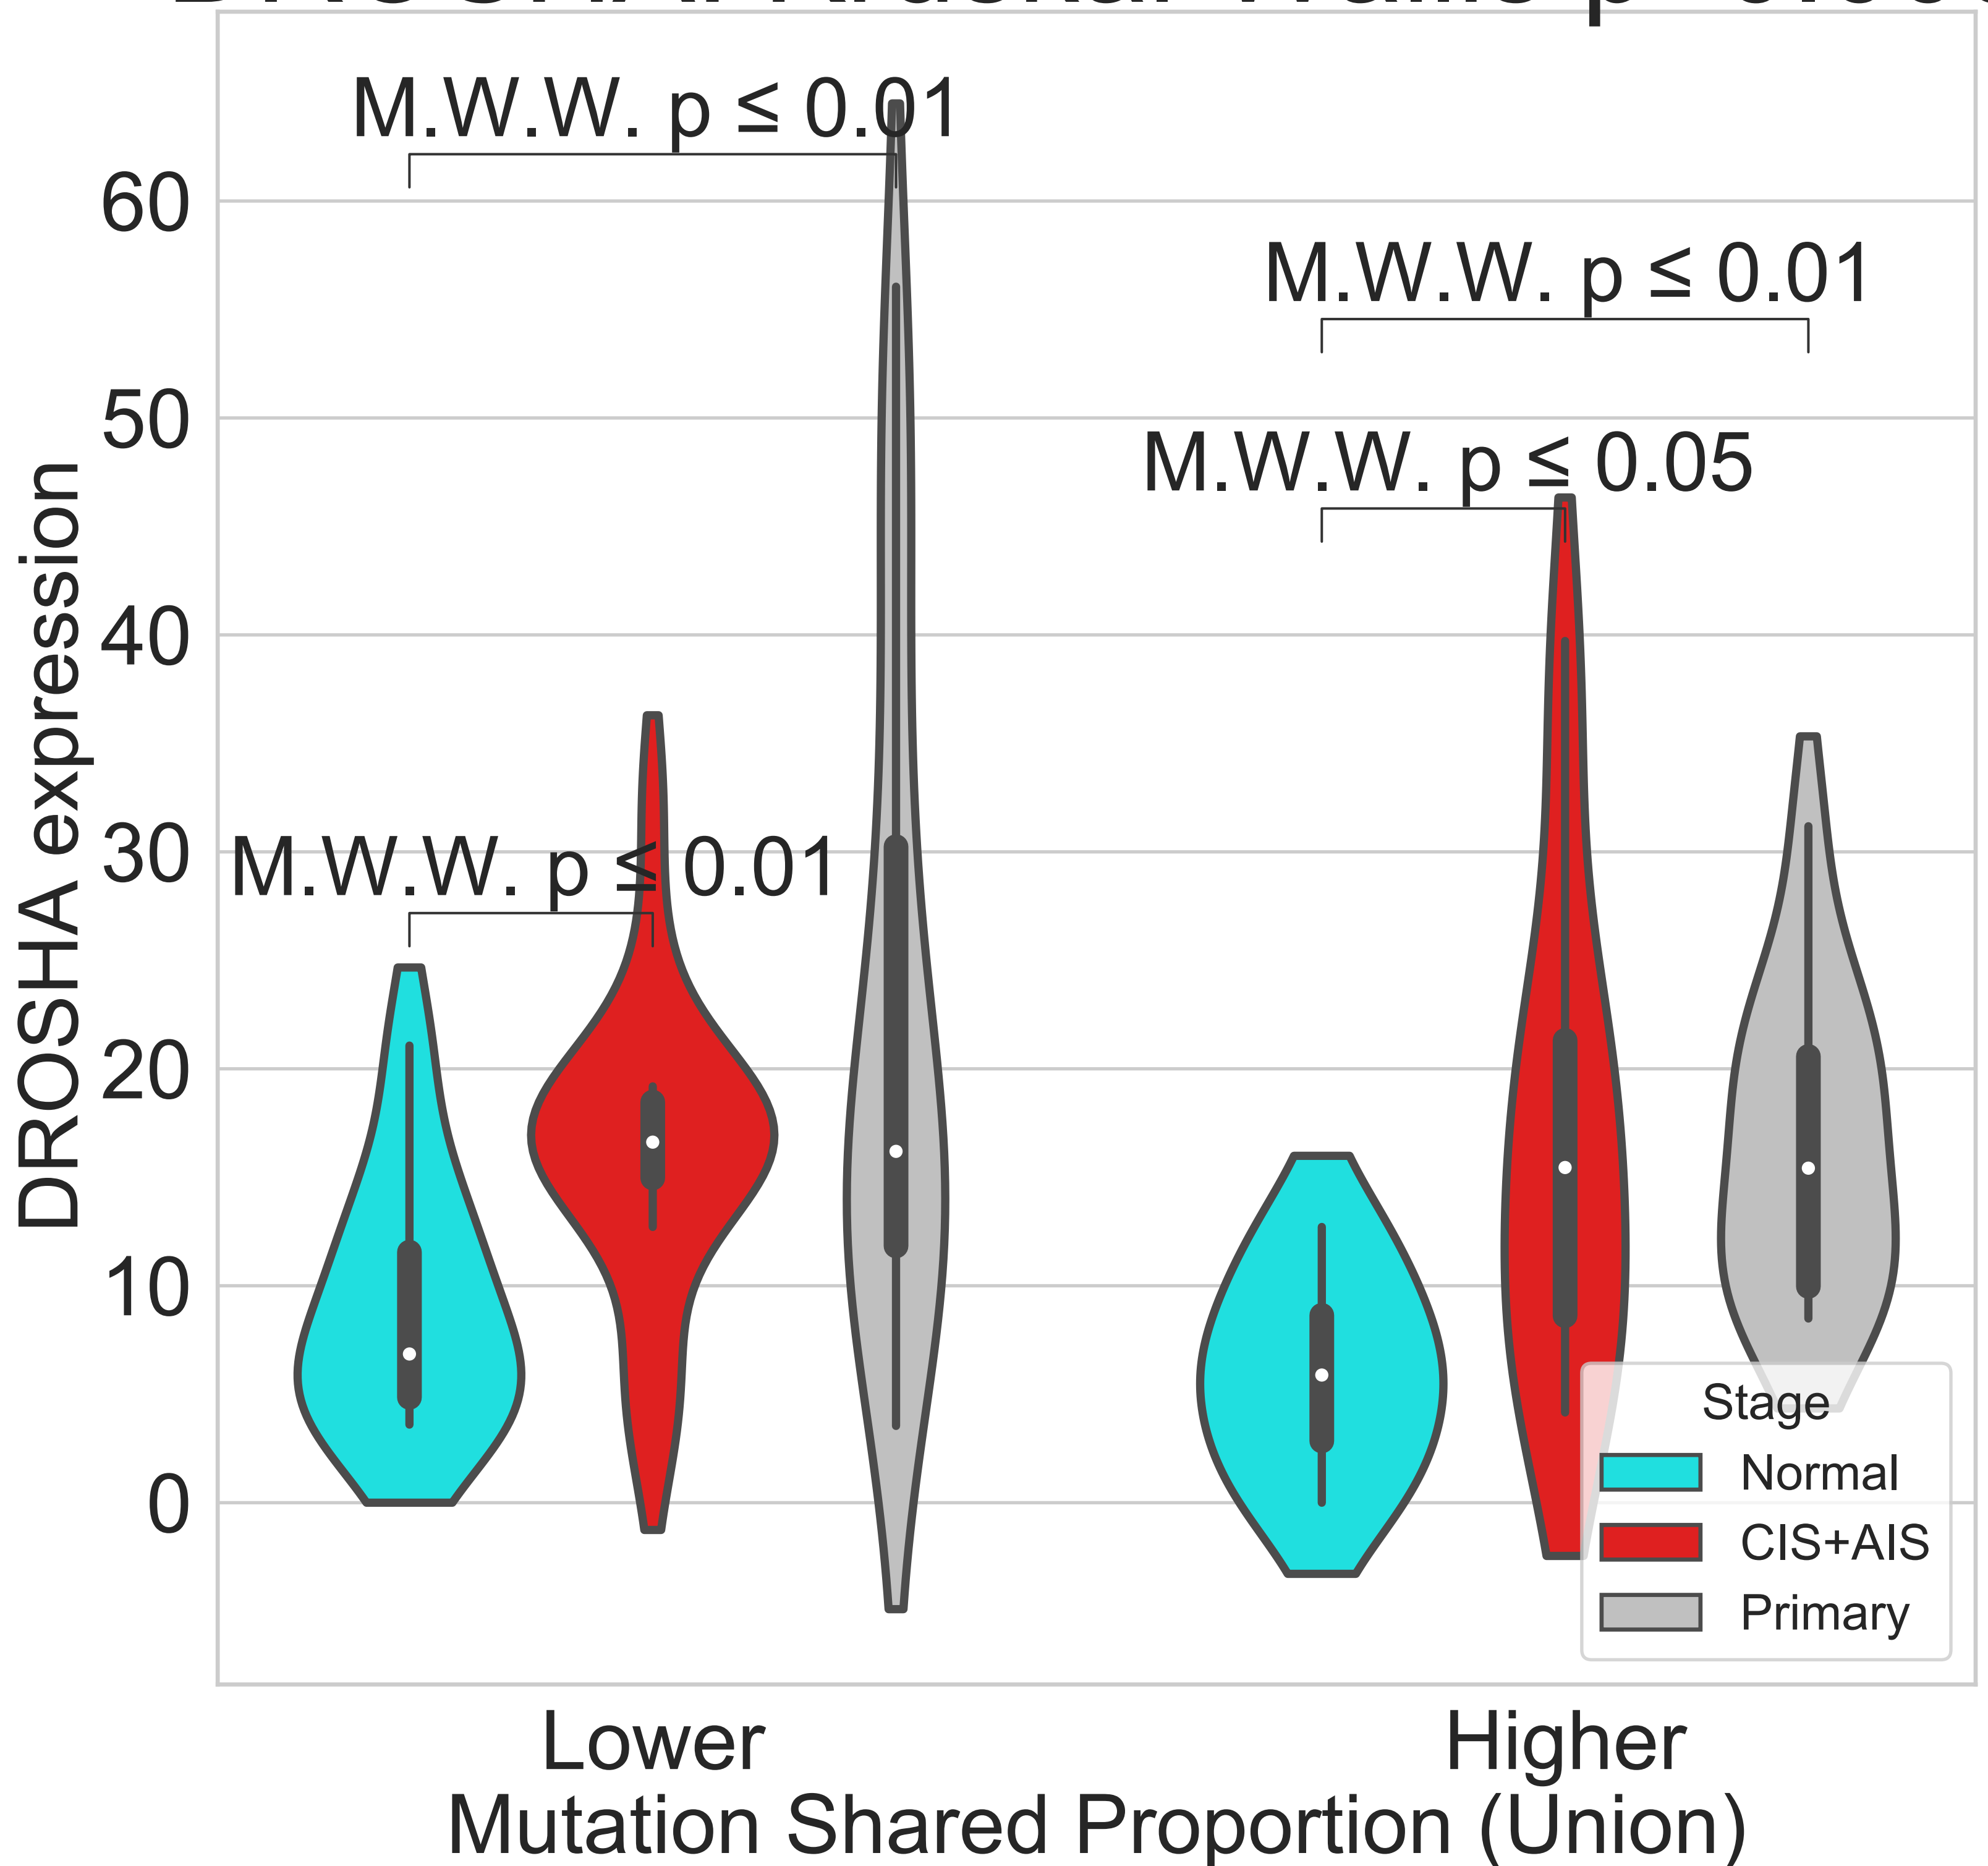 M.W.W. p ≤ 0.01
60
M.W.W. p ≤ 0.01
50
M.W.W. p ≤ 0.05
40
30
M.W.W. p ≤ 0.01
20
10
0
DROSHA expression
Stage
Normal
CIS+AIS
Primary
Lower
Higher
Mutation Shared Proportion (Union)